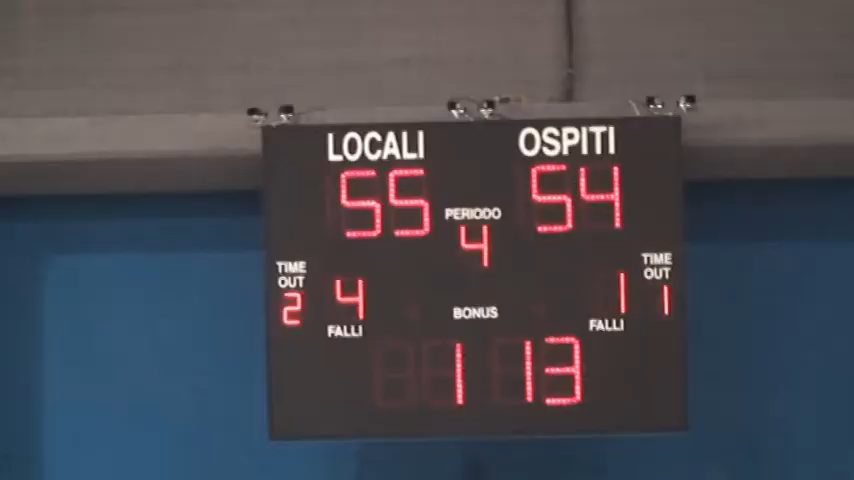 LOCALI OSPITI
55 54
PERIODO
4
TIME OUT
2
TIME OUT
1
4
FALLI
BONUS
1
FALLI
1 13